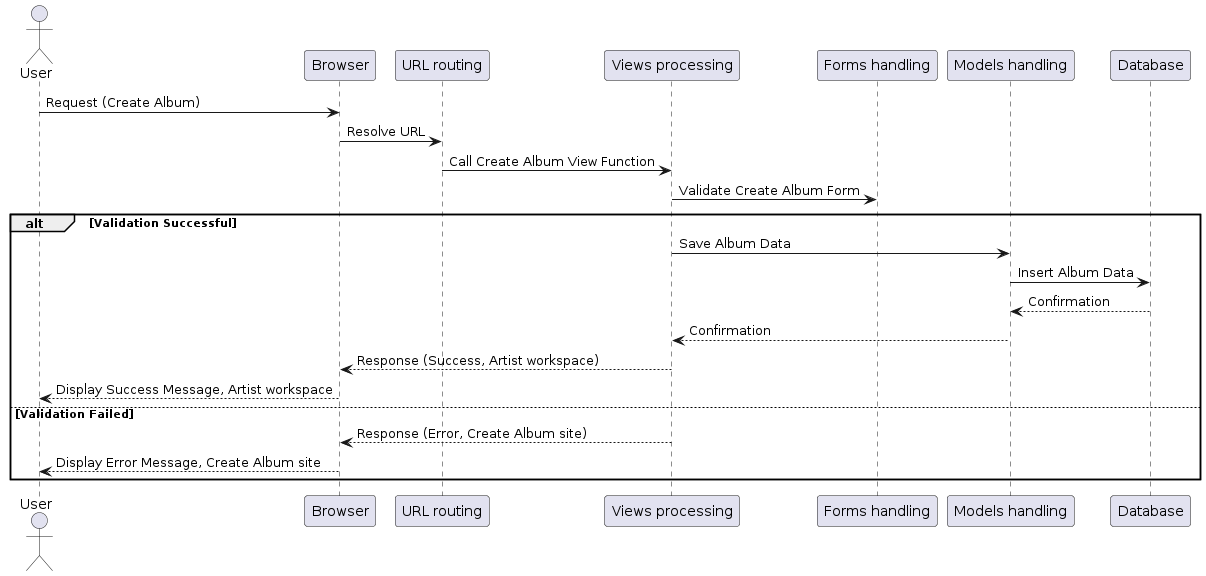 User
Browser
URL routing
Views processing
Forms handling
Models handling
Database
Request (Create Album)
Resolve URL
Call Create Album View Function
Validate Create Album Form
alt
[Validation Successful]
Save Album Data
Insert Album Data
Confirmation
Confirmation
Response (Success, Artist workspace)
Display Success Message, Artist workspace
[Validation Failed]
Response (Error, Create Album site)
Display Error Message, Create Album site
User
Browser
URL routing
Views processing
Forms handling
Models handling
Database